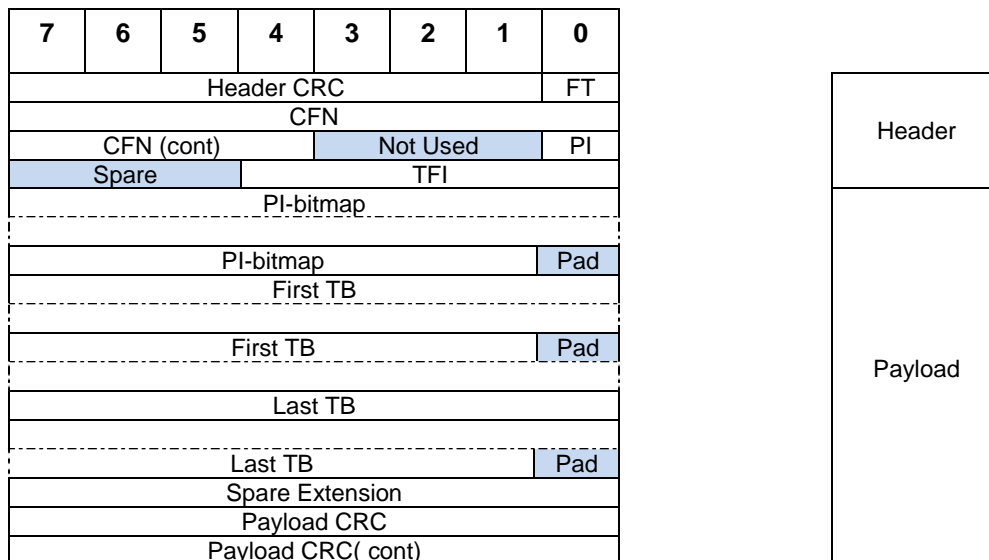 7 6 5 4 3 2 1 0
Header CRC FT
CFN
Header
CFN (cont) Not Used PI
Spare TFI
PI-bitmap
PI-bitmap Pad
First TB
First TB Pad
Payload
Last TB
Last TB Pad
Spare Extension
Payload CRC
Payload CRC( cont)